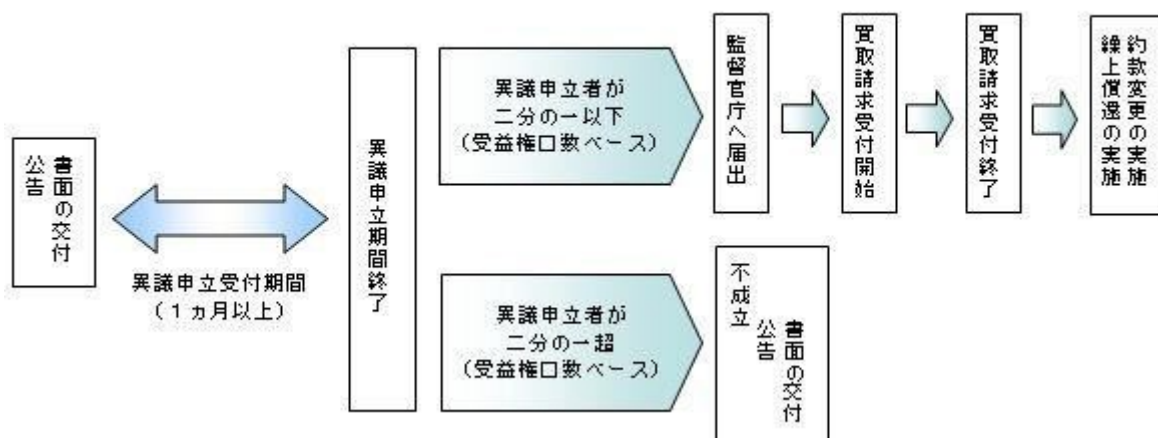 書面の交付
公告
異議申立受付期間
(１ヵ月以上)
異議申立期間終了
異議申立者が
二分の一以下
(受益権口数ベース)
監督官庁へ届出
買取請求受付開始
買取請求受付終了
約款変更の実施
繰上償還の実施
異議申立者が
二分の一超
(受益権口数ベース)
不成立
書面の交付
公告